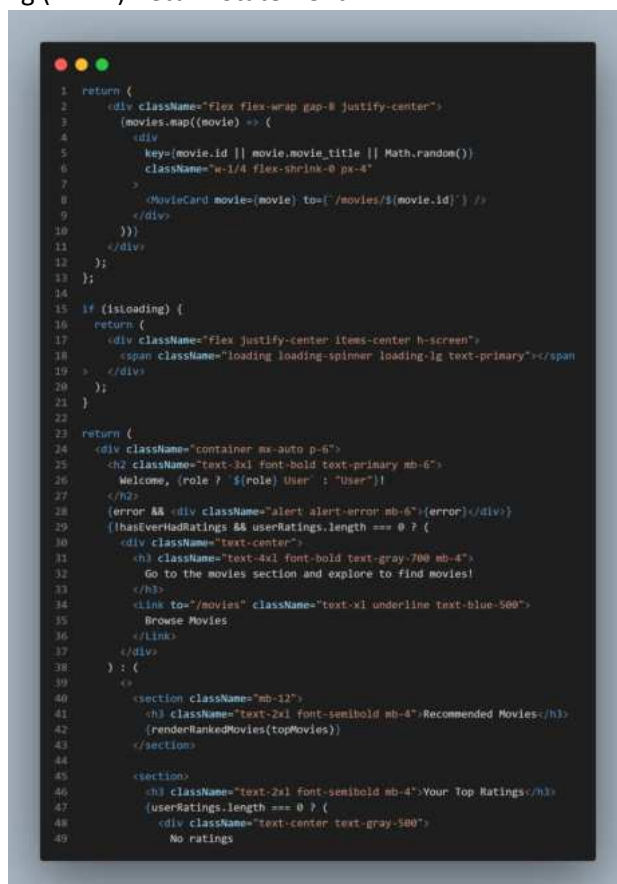 1 return (
2 <div className="flex flex-wrap gap-8 justify-center">
3 {movies.map((movie) => (
4 <div
5 key={movie.id || movie.movie_title || Math.random()}
6 className="w-1/4 flex-shrink-0 px-4"
7 >
8 <MovieCard movie={movie} to={`/movies/${movie.id}`} />
9 </div>
10 ))}
11 </div>
12 );
13 };
14
15 if (isLoading) {
16 return (
17 <div className="flex justify-center items-center h-screen">
18 <span className="loading loading-spinner loading-lg text-primary"></span
19 > </div>
20 );
21 }
22
23 return (
24 <div className="container mx-auto p-6">
25 <h2 className="text-3xl font-bold text-primary mb-6">
26 Welcome, {role ? `${role} User` : "User"}!
27 </h2>
28 {error && <div className="alert alert-error mb-6">{error}</div>}
29 {!hasEverHadRatings && userRatings.length === 0 ? (
30 <div className="text-center">
31 <h3 className="text-4xl font-bold text-gray-700 mb-4">
32 Go to the movies section and explore to find movies!
33 </h3>
34 <Link to="/movies" className="text-xl underline text-blue-500">
35 Browse Movies
36 </Link>
37 </div>
38 ) : (
39 <>
40 <section className="mb-12">
41 <h3 className="text-2xl font-semibold mb-4">Recommended Movies</h3>
42 {renderRankedMovies(topMovies)}
43 </section>
44
45 <section>
46 <h3 className="text-2xl font-semibold mb-4">Your Top Ratings</h3>
47 {userRatings.length === 0 ? (
48 <div className="text-center text-gray-500">
49 No ratings